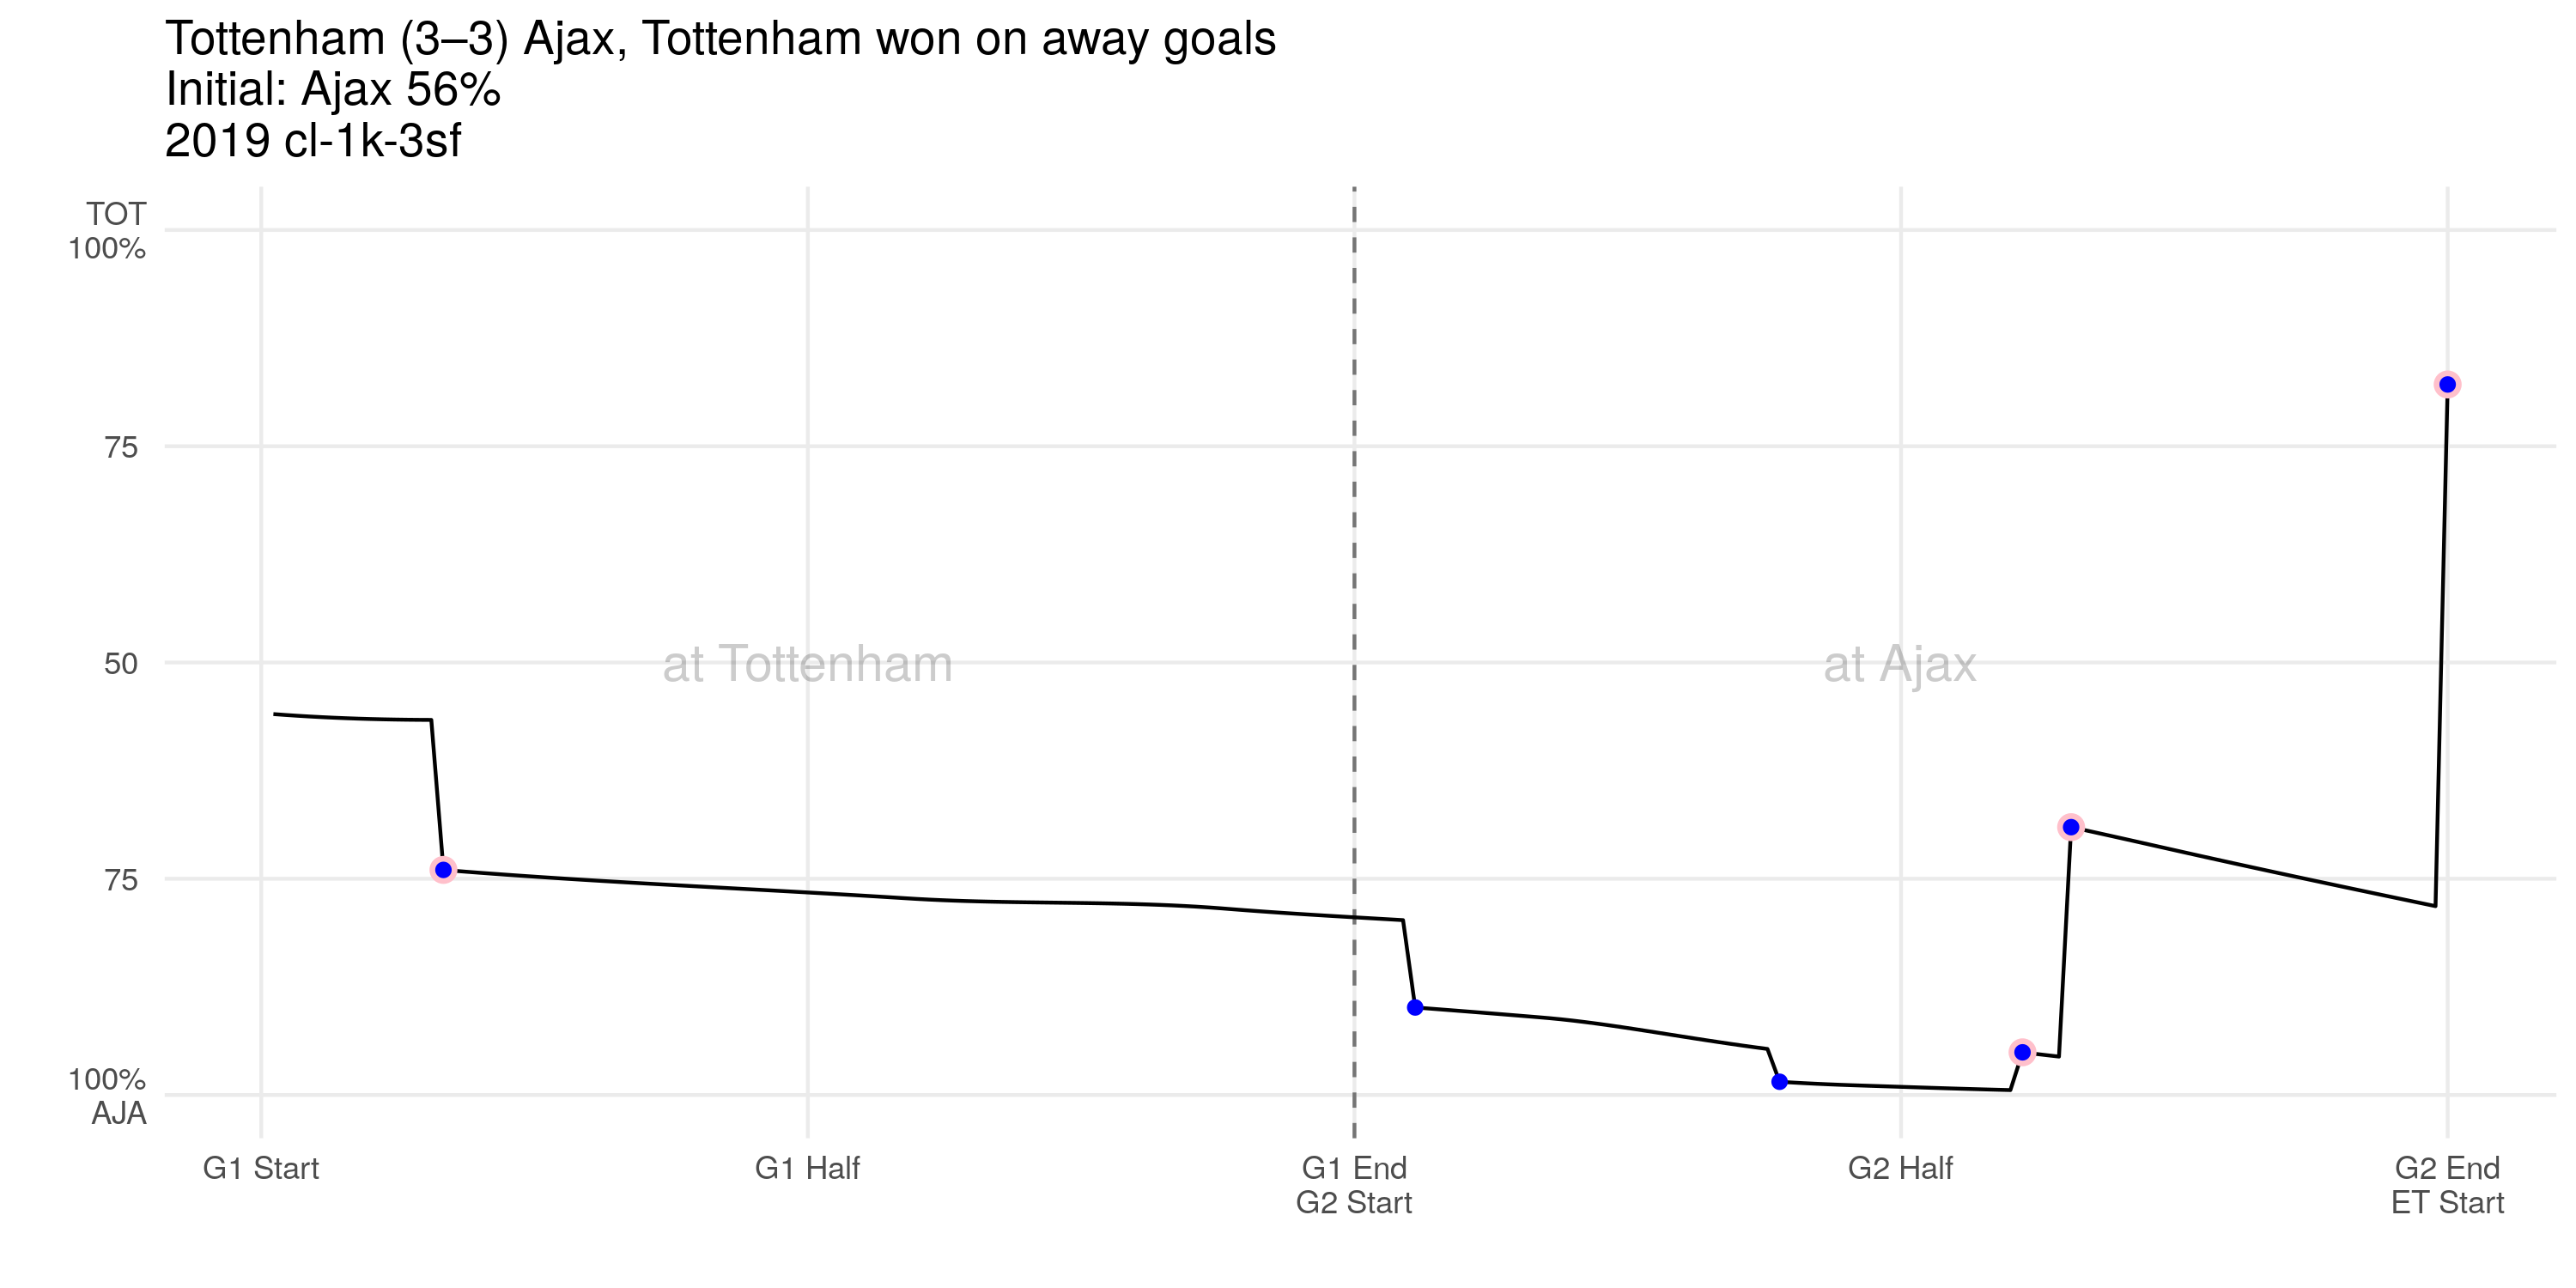 Tottenham (3–3) Ajax, Tottenham won on away goals
Initial: Ajax 56%
2019 cl-1k-3sf
TOT
100%
75
50
75
100%
AJA
at Tottenham
at Ajax
G1 Start
G1 Half
G1 End
G2 Start
G2 Half
G2 End
ET Start